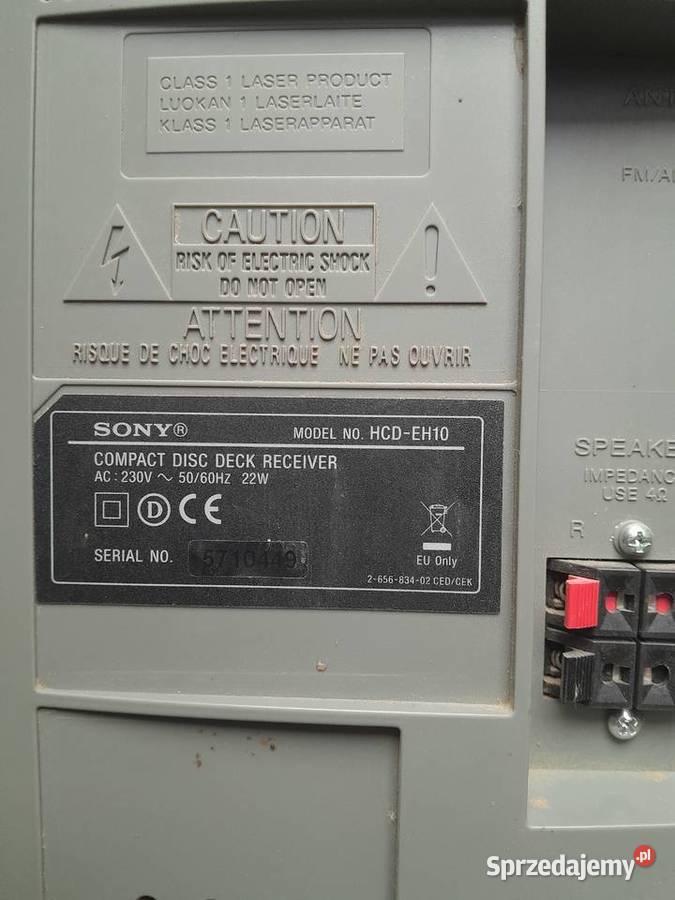 CLASS 1 LASER PRODUCT
LUOKAN 1 LASERLAITE
KLASS 1 LASERAPPARAT
CAUTION
RISK OF ELECTRIC SHOCK
DO NOT OPEN
ATTENTION
RISQUE DE CHOC ELECTRIQUE NE PAS OUVRIR
SONY®
MODEL NO. HCD-EH10
COMPACT DISC DECK RECEIVER
AC: 230V ~ 50/60HZ 22W
D CE
SERIAL NO. 5710449
EU Only
2-656-834-02 CED/CEK
ANT
FM/A
SPEAKE
IMPEDANC
USE 4Ω
R
Sprzedajemy.pl